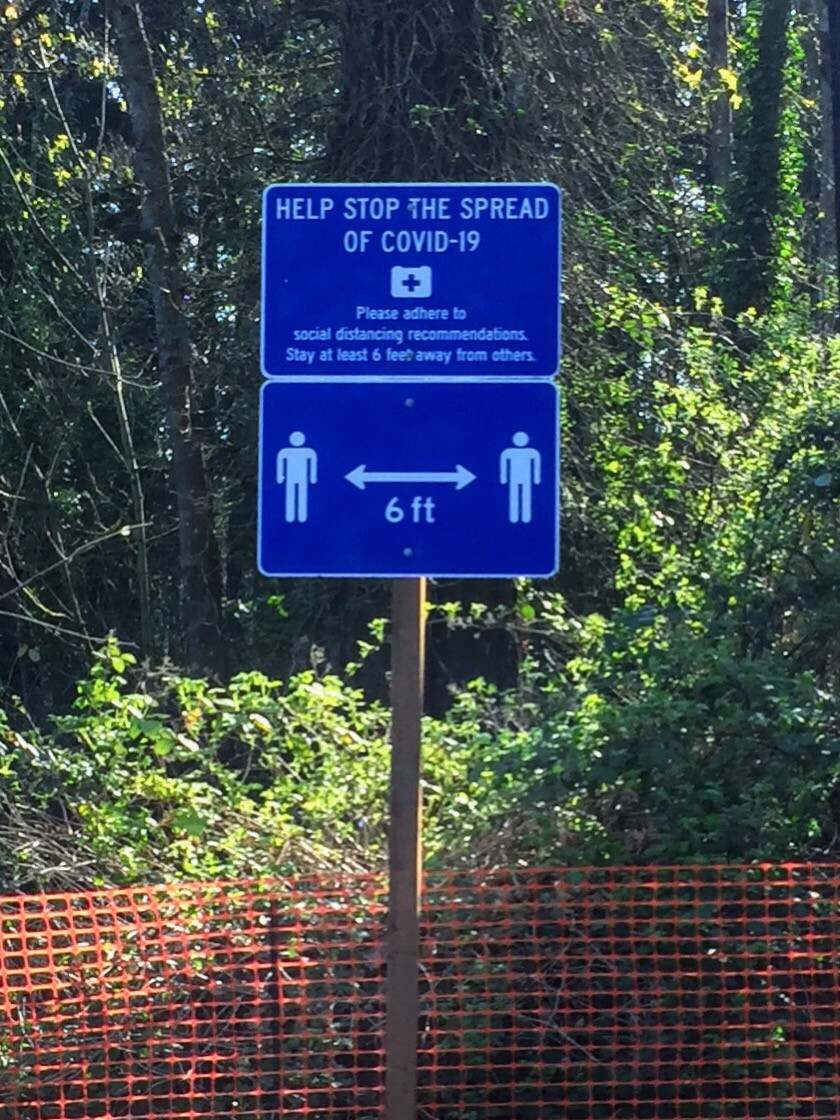 HELP STOP THE SPREAD
OF COVID-19
Please adhere to
social distancing recommendations.
Stay at least 6 feet away from others.
6 ft